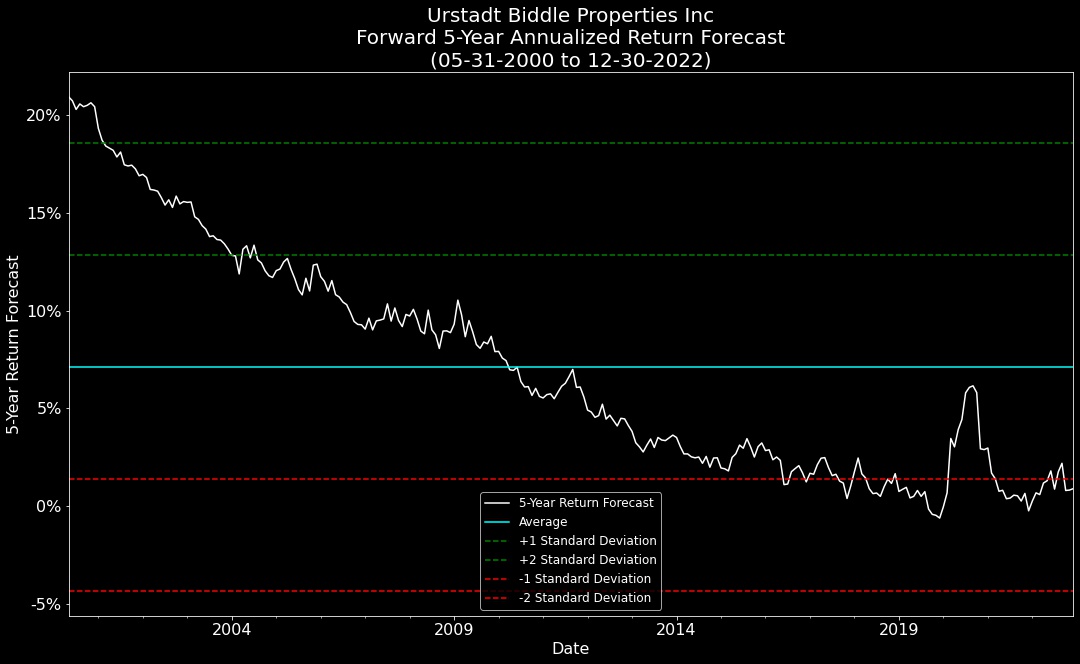 Urstadt Biddle Properties Inc
Forward 5-Year Annualized Return Forecast
(05-31-2000 to 12-30-2022)
5-Year Return Forecast
20%
15%
10%
5%
0%
-5%
5-Year Return Forecast
Average
+1 Standard Deviation
+2 Standard Deviation
-1 Standard Deviation
-2 Standard Deviation
2004
2009
2014
2019
Date